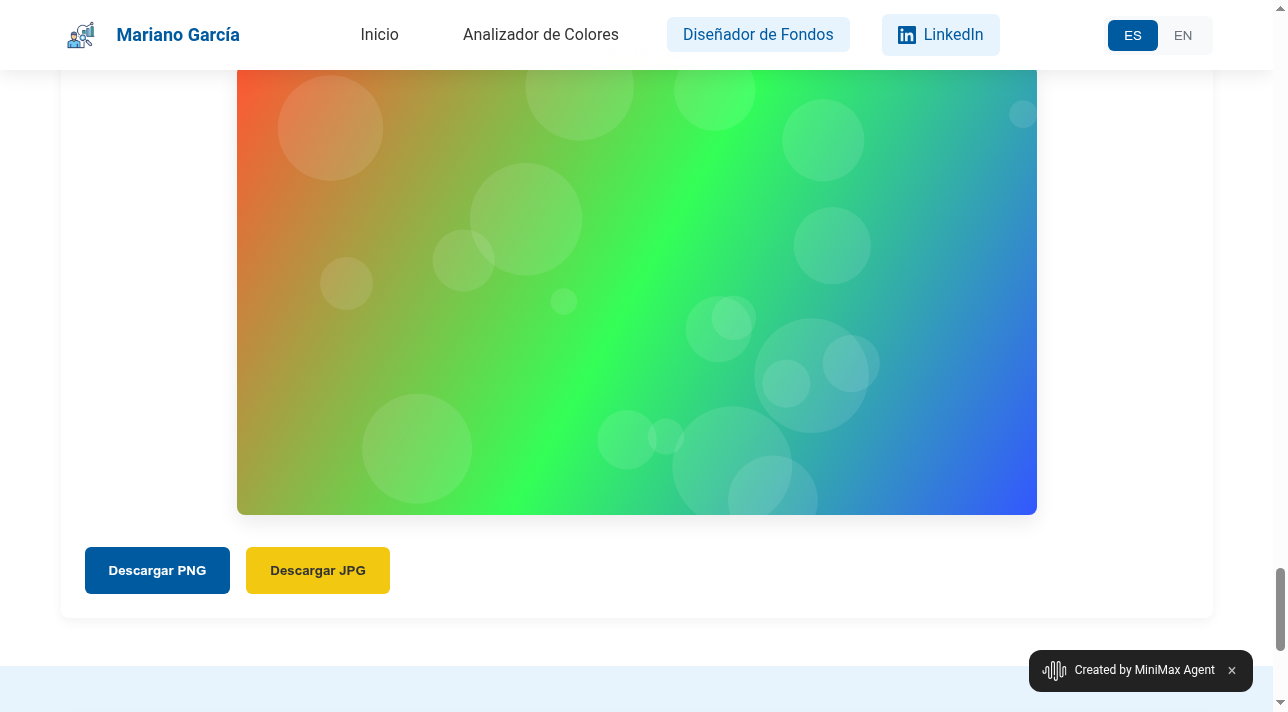 Mariano García
Inicio
Analizador de Colores
Diseñador de Fondos
LinkedIn
ES
EN
Descargar PNG
Descargar JPG
Created by MiniMax Agent ×